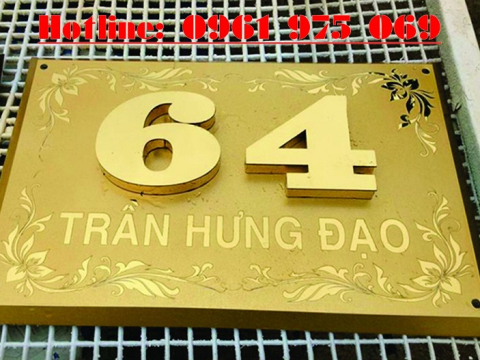 Hotline: 0961 975 069
64
TRẦN HƯNG ĐẠO